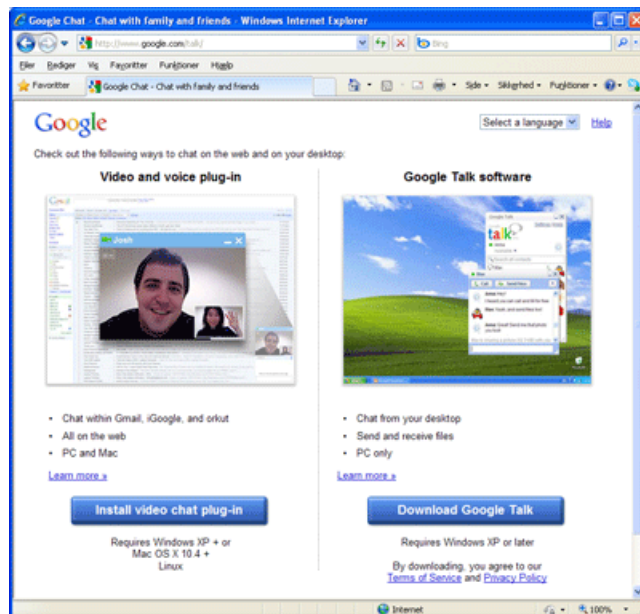 Google Chat - Chat with family and friends - Windows Internet Explorer
http://www.google.com/talk/
Bing
Filer Rediger Vis Favoritter Funktioner Hjælp
Favoritter
Google Chat - Chat with family and friends
Side Sikkerhed Funktioner
Google
Select a language
Help
Check out the following ways to chat on the web and on your desktop:
Video and voice plug-in
Josh
• Chat within Gmail, iGoogle, and orkut
• All on the web
• PC and Mac
Learn more »
Install video chat plug-in
Requires Windows XP + or
Mac OS X 10.4 +
Linux
Google Talk software
Google Talk
talk
• Chat from your desktop
• Send and receive files
• PC only
Learn more »
Download Google Talk
Requires Windows XP or later
By downloading, you agree to our
Terms of Service and Privacy Policy
Internet
100%